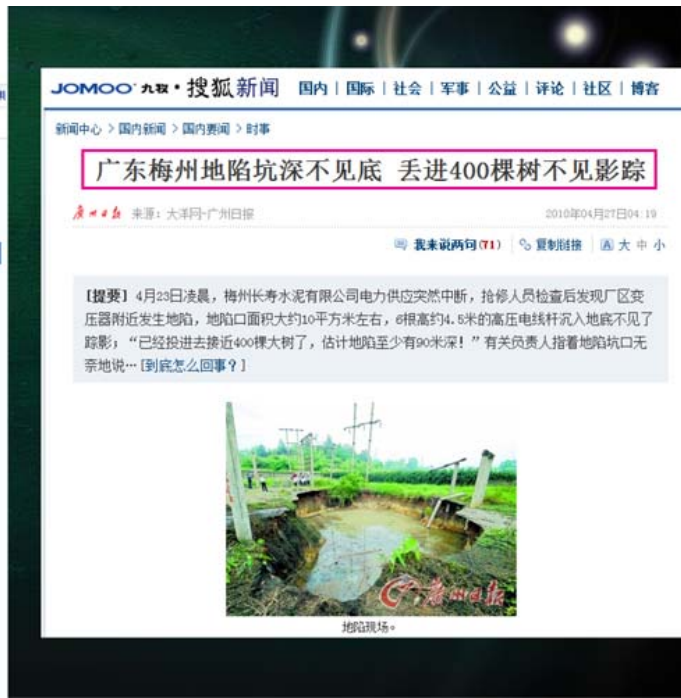 JOMOO 九牧·搜狐新闻 国内 | 国际 | 社会 | 军事 | 公益 | 评论 | 社区 | 博客
新闻中心 > 国内新闻 > 国内要闻 > 时事
广东梅州地陷坑深不见底 丢进400棵树不见影踪
广州日报 来源：大洋网-广州日报 2010年04月27日04:19
我来说两句(71) 复制链接 A 大 中 小
【提要】4月23日凌晨，梅州长寿水泥有限公司电力供应突然中断，抢修人员检查后发现厂区变
压器附近发生地陷，地陷口面积大约10平方米左右，6根高约4.5米的高压电线杆沉入地底不见了
踪影；“已经投进去接近400棵大树了，估计地陷至少有90米深！”有关负责人指着地陷坑口无
奈地说…[到底怎么回事？]
广州日报
地陷现场。